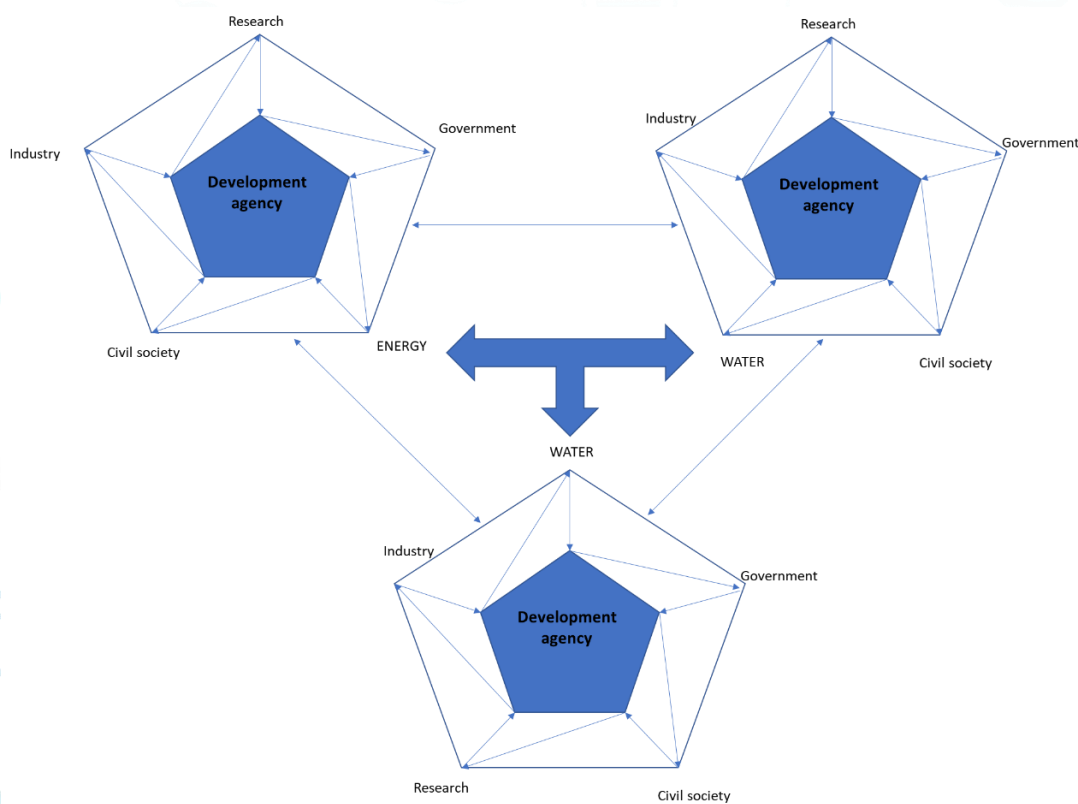 Research
Research
Industry
Government
Industry
Government
Development
agency
Development
agency
Civil society
ENERGY
WATER
Civil society
WATER
Industry
Government
Development
agency
Research
Civil society